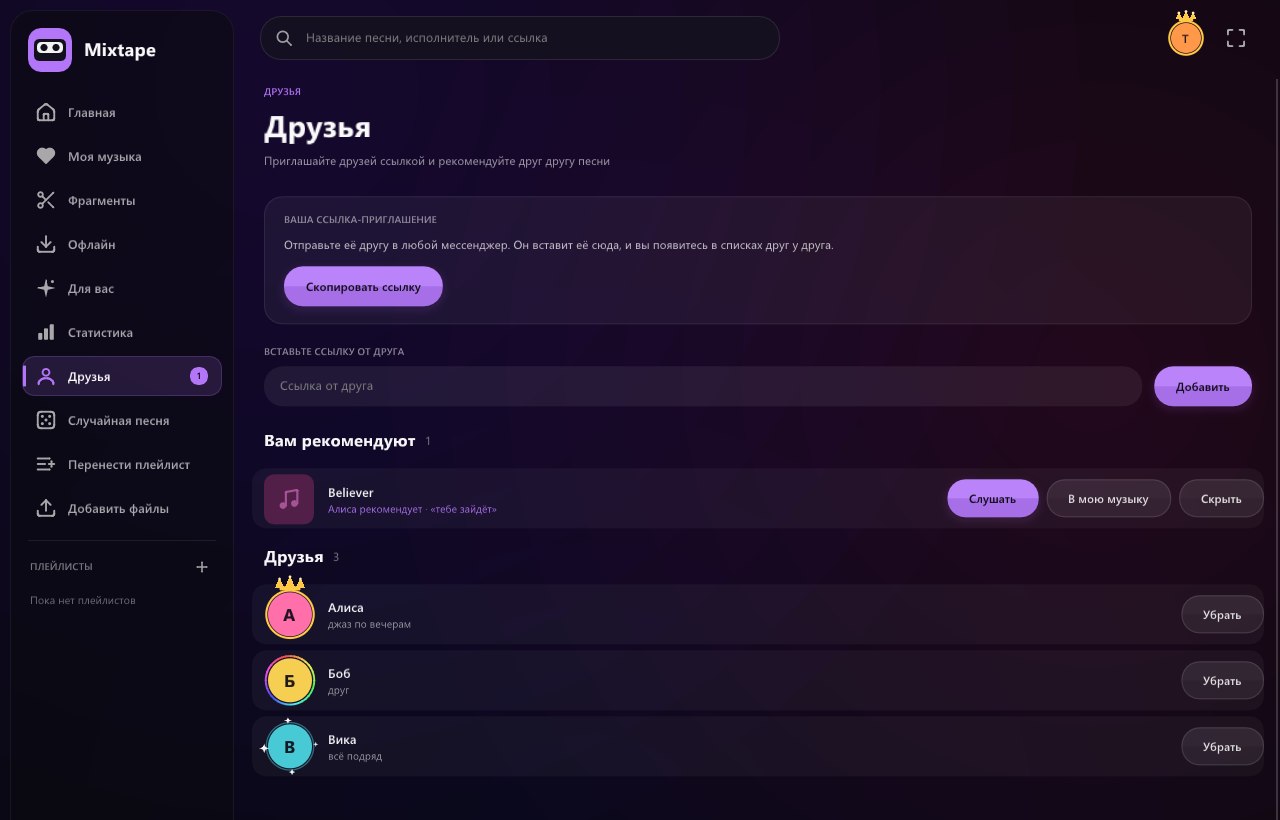 Mixtape
Название песни, исполнитель или ссылка
Т
Главная
Моя музыка
Фрагменты
Офлайн
Для вас
Статистика
Друзья 1
Случайная песня
Перенести плейлист
Добавить файлы
ПЛЕЙЛИСТЫ
Пока нет плейлистов
ДРУЗЬЯ
Друзья
Приглашайте друзей ссылкой и рекомендуйте друг другу песни
ВАША ССЫЛКА-ПРИГЛАШЕНИЕ
Отправьте её другу в любой мессенджер. Он вставит её сюда, и вы появитесь в списках друг у друга.
Скопировать ссылку
ВСТАВЬТЕ ССЫЛКУ ОТ ДРУГА
Ссылка от друга
Добавить
Вам рекомендуют 1
Believer
Алиса рекомендует · «тебе зайдёт»
Слушать
В мою музыку
Скрыть
Друзья 3
А
Алиса
джаз по вечерам
Убрать
Б
Боб
друг
Убрать
В
Вика
всё подряд
Убрать